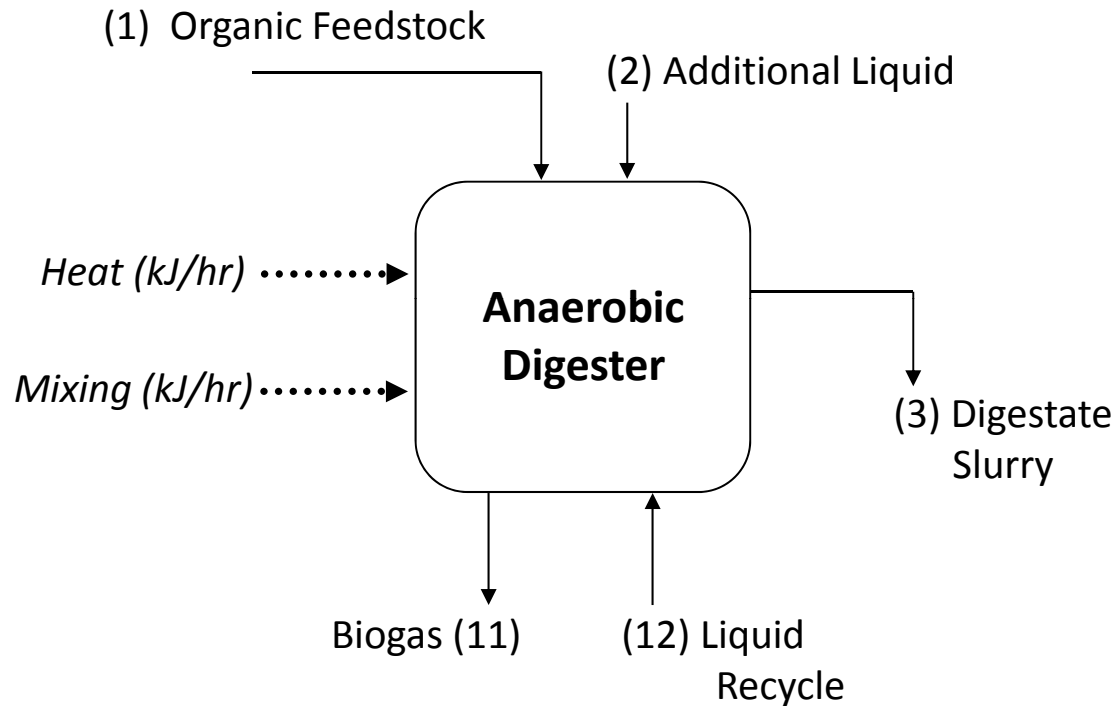 (1) Organic Feedstock
(2) Additional Liquid
Heat (kJ/hr)
Anaerobic
Digester
Mixing (kJ/hr)
(3) Digestate
Slurry
Biogas (11)
(12) Liquid
Recycle